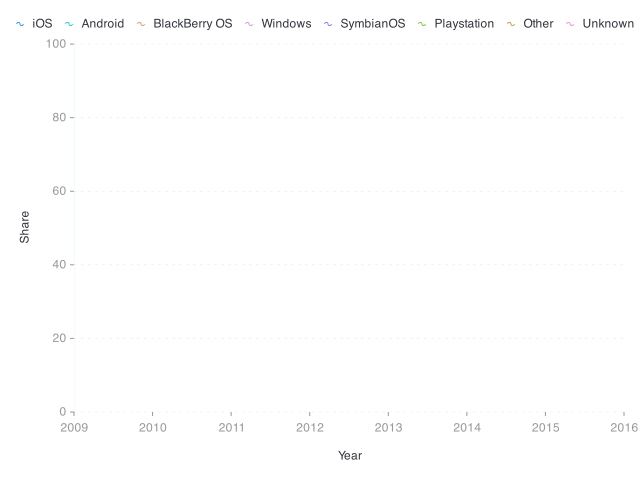 iOS Android BlackBerry OS Windows SymbianOS Playstation Other Unknown
100
80
60
40
20
0
Share
2009 2010 2011 2012 2013 2014 2015 2016
Year